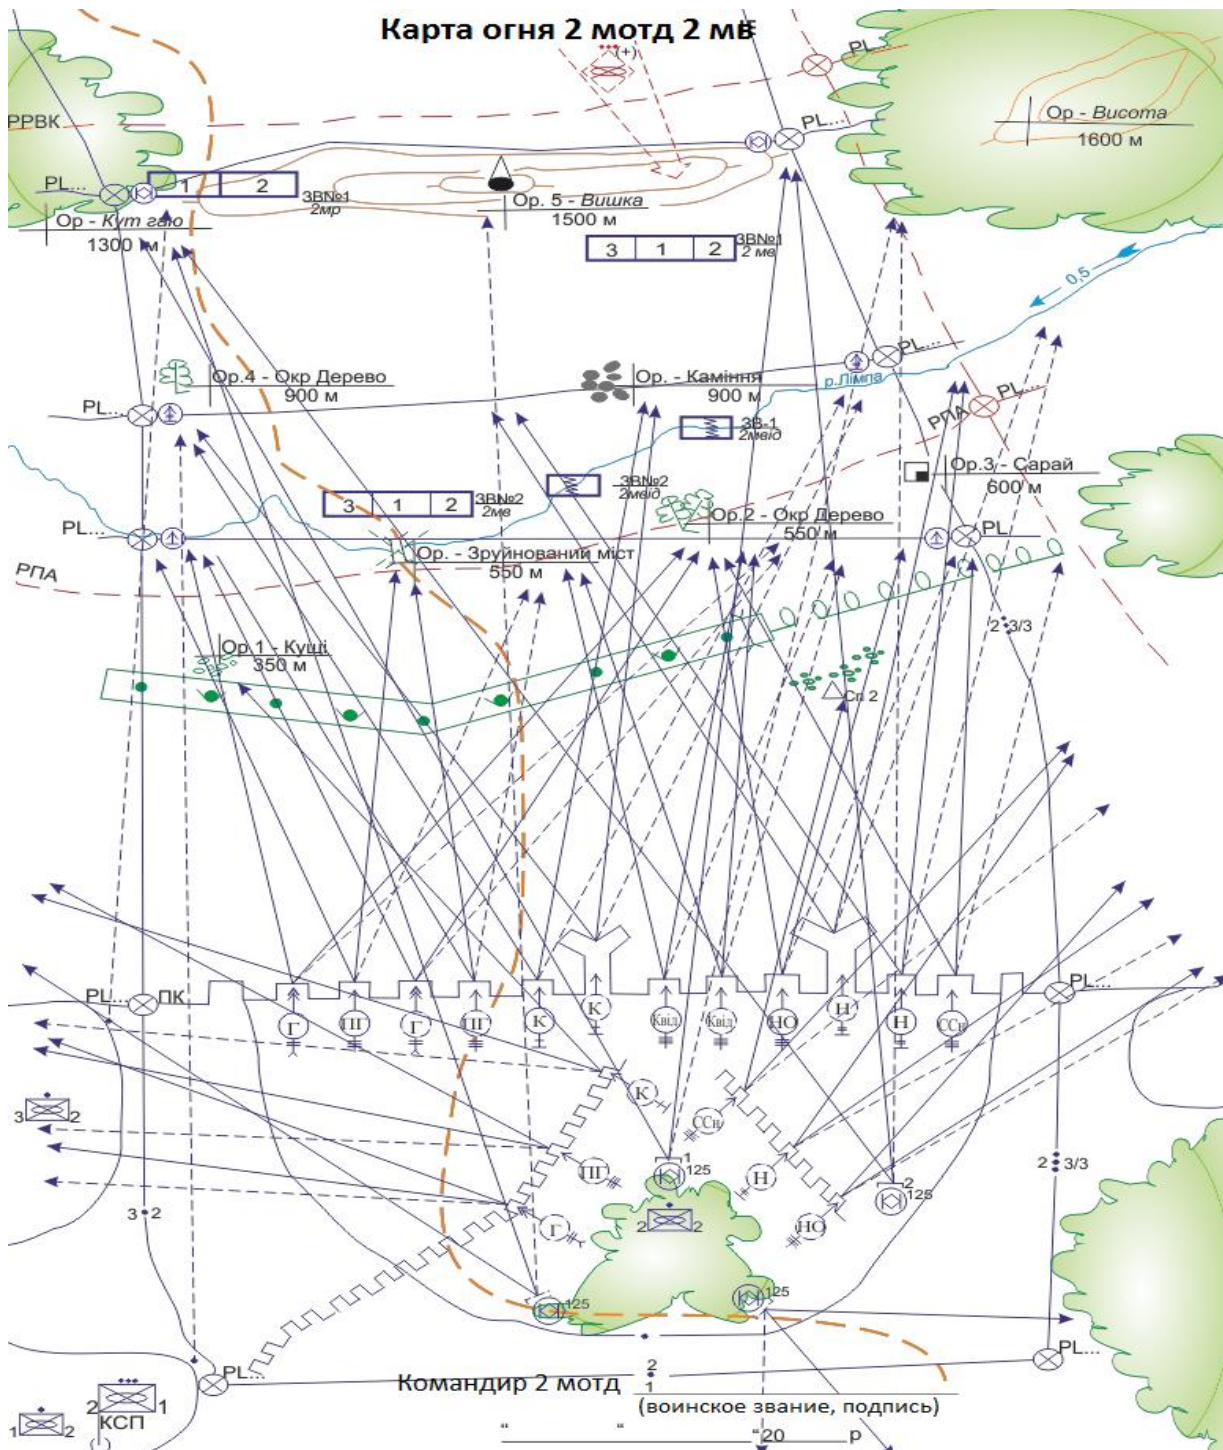 Карта огня 2 мотд 2 мв
(+)
PL...
РРВК
PL...
Ор - Висота
1600 м
PL...
1 2
ЗВ№1
2мр
Ор. 5 - Вишка
1500 м
Ор - Кут гаю
1300 м
3 1 2
ЗВ№1
2 мв
0,5
PL...
Ор.4 - Окр Дерево
900 м
Ор. - Каміння
900 м
р.Лімпа
PL...
PL...
РПА
ЗВ-1
2мвід
Ор.3 - Сарай
600 м
ЗВ№2
2мвід
3 1 2
ЗВ№2
2мв
Ор.2 - Окр Дерево
550 м
PL...
PL
Ор. - Зруйнований міст
550 м
РПА
2 3/3
Ор.1 - Кущі
350 м
Сп 2
PL...
ПК
PL...
Г ПГ Г ПГ К К Квід Квід НО Н Н ССн
К
ССн
3 2
1
125
2 3/3
ПГ
Н
2
125
3 2
2 2
Г
НО
125
125
PL...
PL...
2
1
Командир 2 мотд
(воинское звание, подпись)
2 1
КСП
1 2
“ “ “20 р